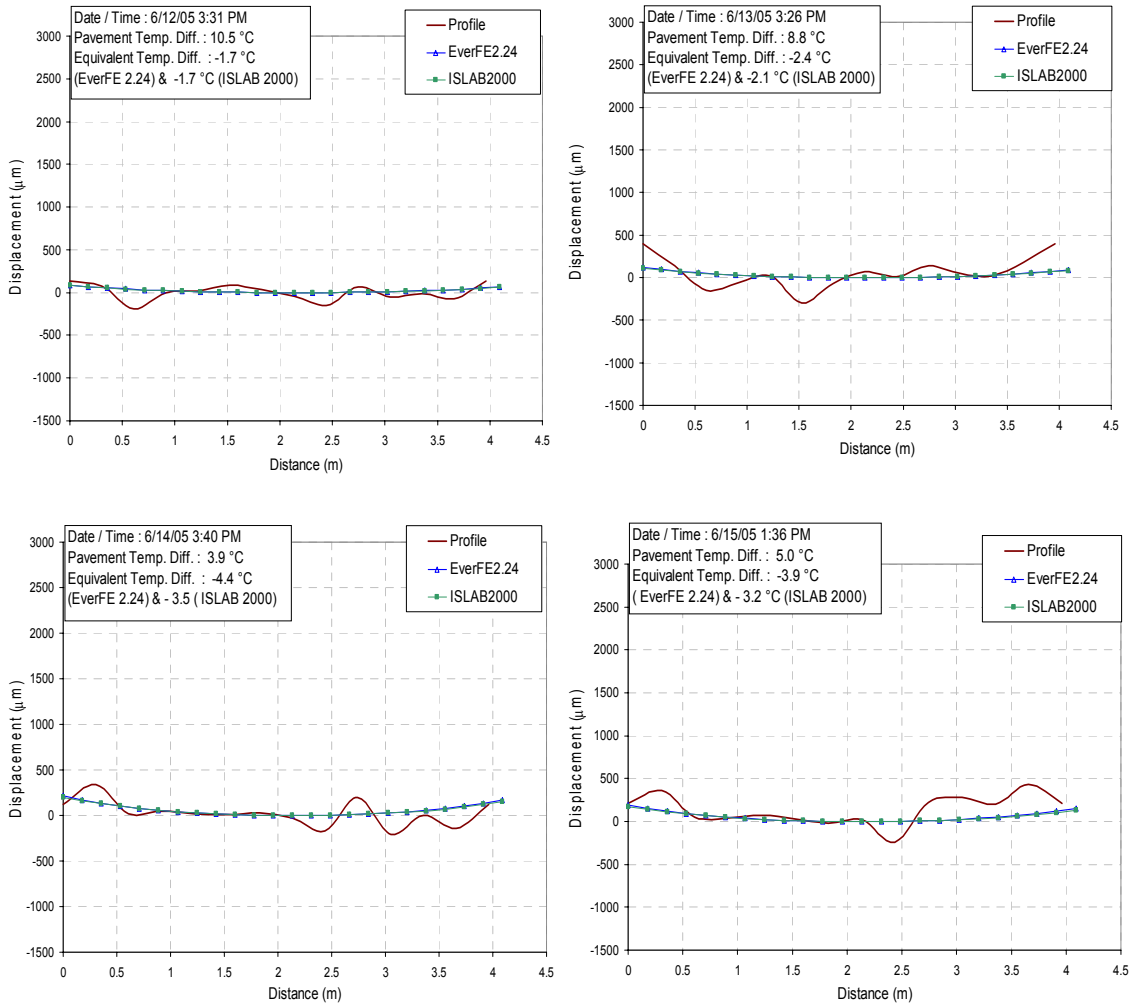 Date / Time : 6/12/05 3:31 PM
Pavement Temp. Diff. : 10.5 °C
Equivalent Temp. Diff. : -1.7 °C
(EverFE 2.24) & -1.7 °C (ISLAB 2000)
Profile
EverFE2.24
ISLAB2000
3000
2500
2000
1500
1000
500
0
-500
-1000
-1500
Displacement (μm)
0 0.5 1 1.5 2 2.5 3 3.5 4 4.5
Distance (m)
Date / Time : 6/13/05 3:26 PM
Pavement Temp. Diff. : 8.8 °C
Equivalent Temp. Diff. : -2.4 °C
(EverFE 2.24) & -2.1 °C (ISLAB 2000)
Profile
EverFE2.24
ISLAB2000
3000
2500
2000
1500
1000
500
0
-500
-1000
-1500
Displacement (μm)
0 0.5 1 1.5 2 2.5 3 3.5 4 4.5
Distance (m)
Date / Time : 6/14/05 3:40 PM
Pavement Temp. Diff. : 3.9 °C
Equivalent Temp. Diff. : -4.4 °C
(EverFE 2.24) & - 3.5 ( ISLAB 2000)
Profile
EverFE2.24
ISLAB2000
3000
2500
2000
1500
1000
500
0
-500
-1000
-1500
Displacement (μm)
0 0.5 1 1.5 2 2.5 3 3.5 4 4.5
Distance (m)
Date / Time : 6/15/05 1:36 PM
Pavement Temp. Diff. : 5.0 °C
Equivalent Temp. Diff. : -3.9 °C
( EverFE 2.24) & - 3.2 °C (ISLAB 2000)
Profile
EverFE2.24
ISLAB2000
3000
2500
2000
1500
1000
500
0
-500
-1000
-1500
Displacement (μm)
0 0.5 1 1.5 2 2.5 3 3.5 4 4.5
Distance (m)